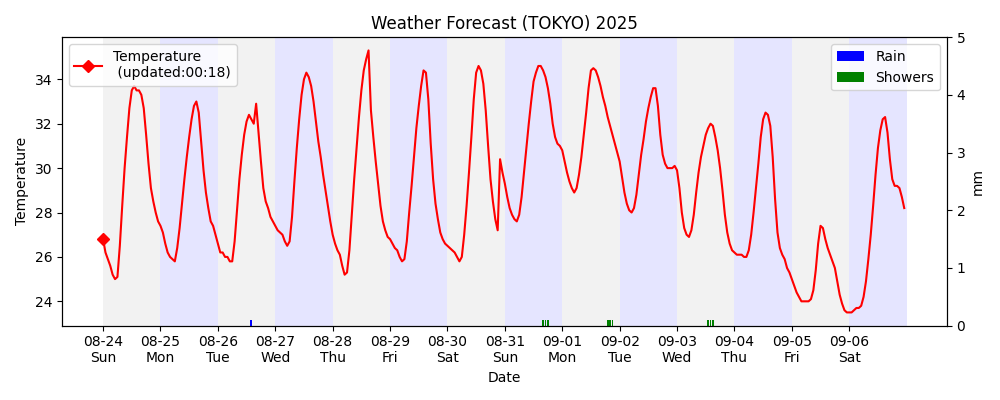 Weather Forecast (TOKYO) 2025
Temperature
(updated:00:18)
Rain
Showers
Temperature
34
32
30
28
26
24
5
4
3
2
1
0
mm
08-24 08-25 08-26 08-27 08-28 08-29 08-30 08-31 09-01 09-02 09-03 09-04 09-05 09-06
Sun Mon Tue Wed Thu Fri Sat Sun Mon Tue Wed Thu Fri Sat
Date